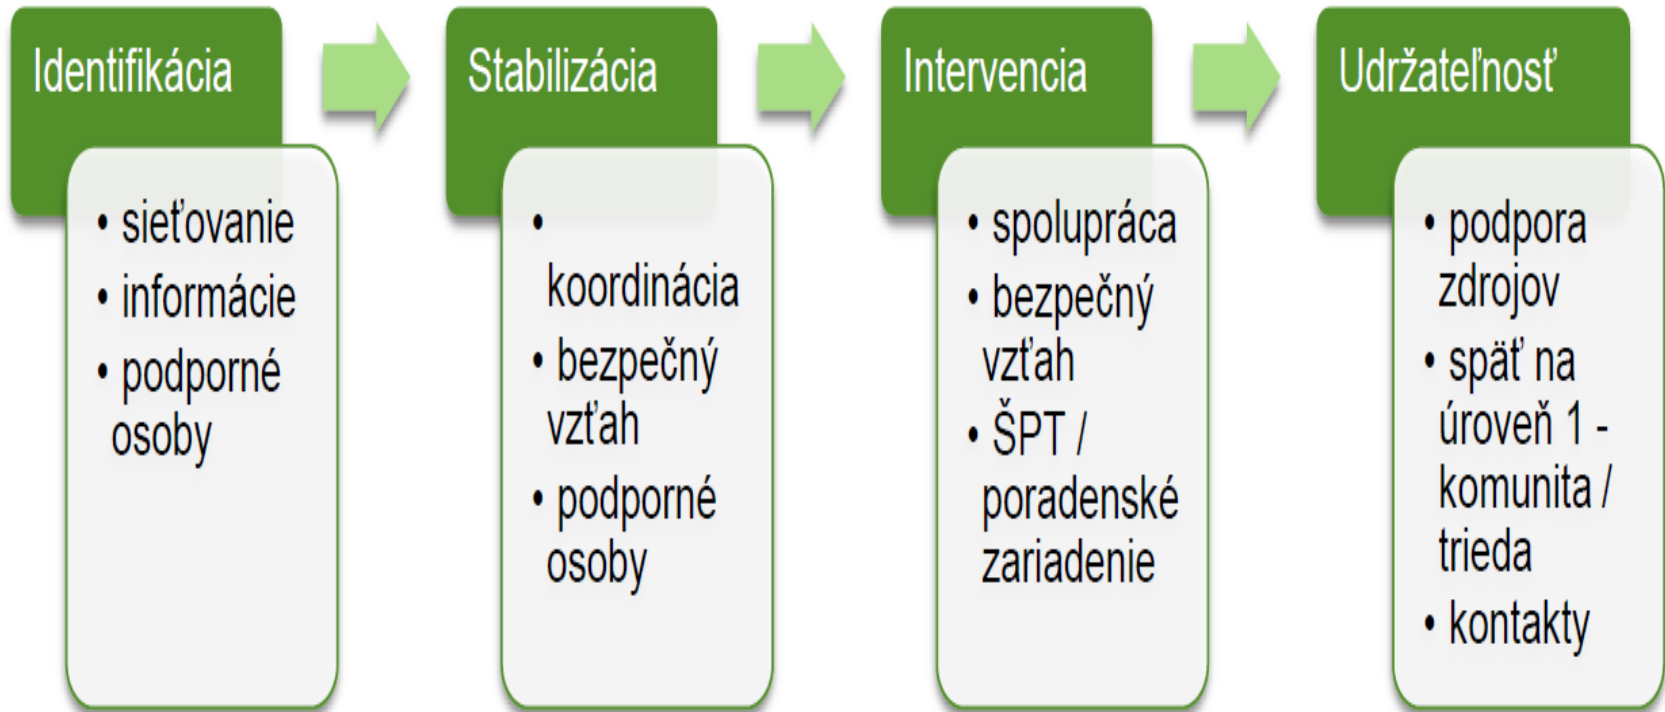 Identifikácia
• sieťovanie
• informácie
• podporné
osoby
Stabilizácia
•
koordinácia
• bezpečný
vzťah
• podporné
osoby
Intervencia
• spolupráca
• bezpečný
vzťah
• ŠPT /
poradenské
zariadenie
Udržateľnosť
• podpora
zdrojov
• späť na
úroveň 1 -
komunita /
trieda
• kontakty